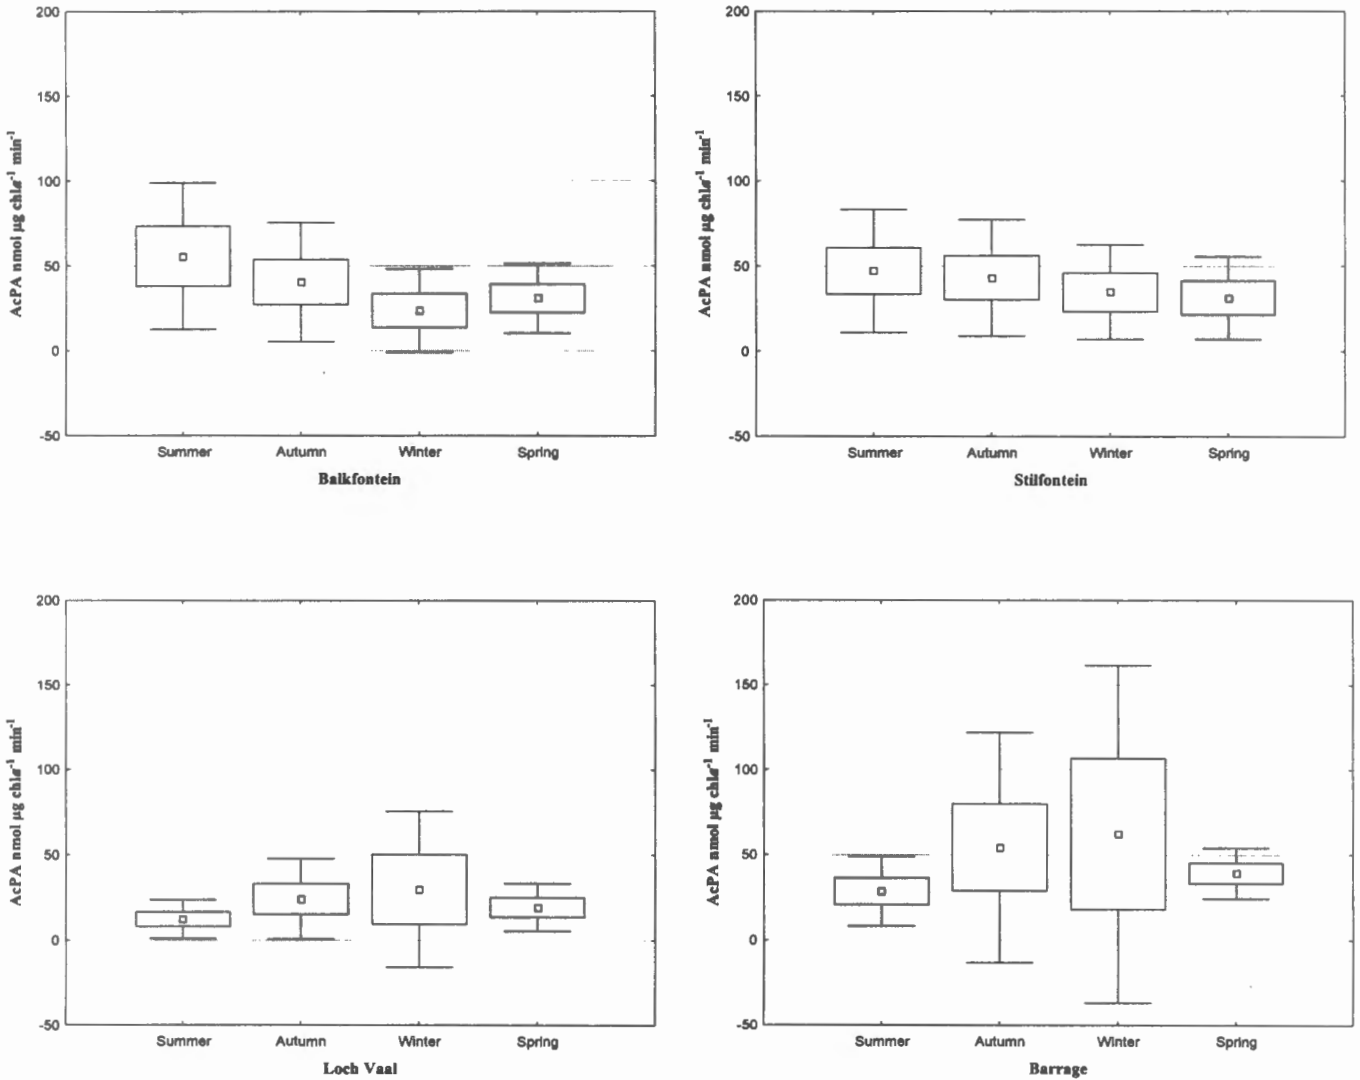 200
150
100
50
0
-50
AcPA nmol µg chla⁻¹ min⁻¹
Summer Autumn Winter Spring
Balkfontein
200
150
100
50
0
-50
AcPA nmol µg chla⁻¹ min⁻¹
Summer Autumn Winter Spring
Stilfontein
200
150
100
50
0
-50
AcPA nmol µg chla⁻¹ min⁻¹
Summer Autumn Winter Spring
Loch Vaal
200
150
100
50
0
-50
AcPA nmol µg chla⁻¹ min⁻¹
Summer Autumn Winter Spring
Barrage